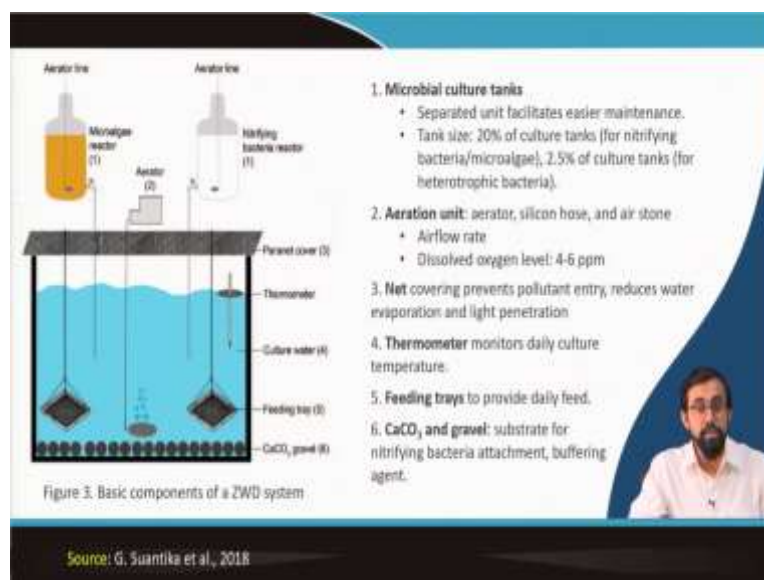 Aerator line
Aerator line
Microalgae
reactor
(1)
Nitrifying
bacteria reactor
(1)
Aerator
(2)
Paranet cover (3)
Thermometer
Culture water (4)
Feeding tray (5)
CaCO₃ gravel (6)
Figure 3. Basic components of a ZWD system
1. Microbial culture tanks
• Separated unit facilitates easier maintenance.
• Tank size: 20% of culture tanks (for nitrifying
bacteria/microalgae), 2.5% of culture tanks (for
heterotrophic bacteria).
2. Aeration unit: aerator, silicon hose, and air stone
• Airflow rate
• Dissolved oxygen level: 4-6 ppm
3. Net covering prevents pollutant entry, reduces water
evaporation and light penetration
4. Thermometer monitors daily culture
temperature.
5. Feeding trays to provide daily feed.
6. CaCO₃ and gravel: substrate for
nitrifying bacteria attachment, buffering
agent.
Source: G. Suantika et al., 2018